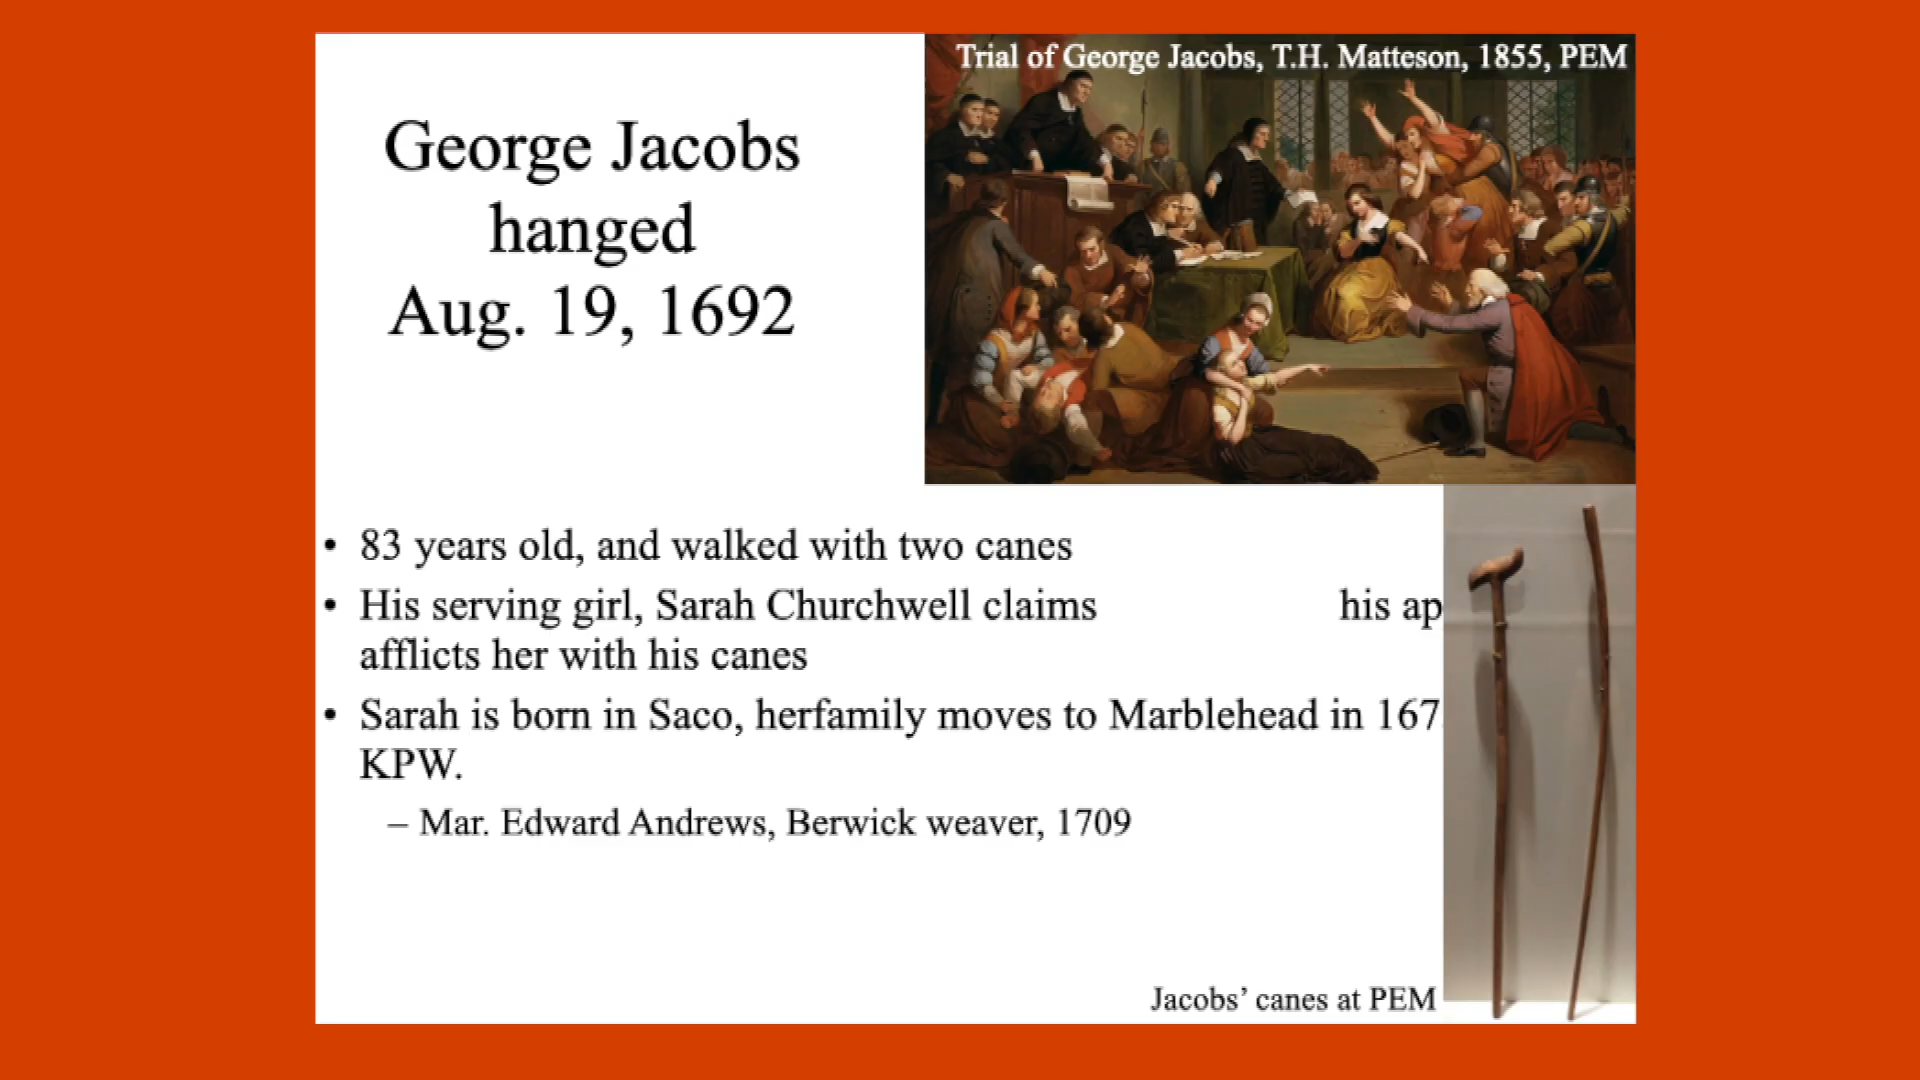 Trial of George Jacobs, T.H. Matteson, 1855, PEM
George Jacobs
hanged
Aug. 19, 1692
• 83 years old, and walked with two canes
• His serving girl, Sarah Churchwell claims his ap
afflicts her with his canes
• Sarah is born in Saco, herfamily moves to Marblehead in 167
KPW.
– Mar. Edward Andrews, Berwick weaver, 1709
Jacobs’ canes at PEM